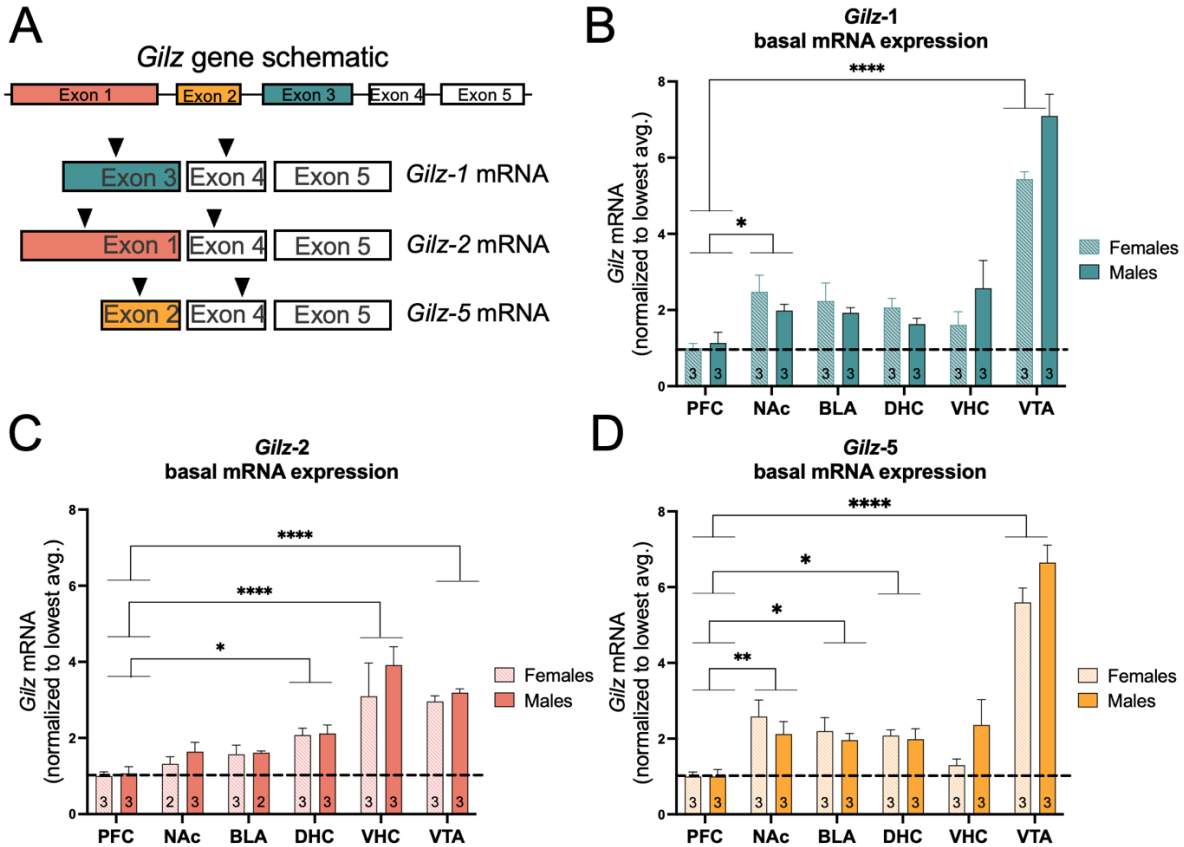 A
Gilz gene schematic
Exon 1 Exon 2 Exon 3 Exon 4 Exon 5
Exon 3 Exon 4 Exon 5 Gilz-1 mRNA
Exon 1 Exon 4 Exon 5 Gilz-2 mRNA
Exon 2 Exon 4 Exon 5 Gilz-5 mRNA
B
Gilz-1
basal mRNA expression
Gilz mRNA
(normalized to lowest avg.)
8
6
4
2
0
****
*
3 3 3 3 3 3 3 3 3 3 3 3
PFC NAc BLA DHC VHC VTA
Females
Males
C
Gilz-2
basal mRNA expression
Gilz mRNA
(normalized to lowest avg.)
8
6
4
2
0
****
****
*
3 3 2 3 3 2 3 3 3 3 3 3
PFC NAc BLA DHC VHC VTA
Females
Males
D
Gilz-5
basal mRNA expression
Gilz mRNA
(normalized to lowest avg.)
8
6
4
2
0
****
*
*
**
3 3 3 3 3 3 3 3 3 3 3 3
PFC NAc BLA DHC VHC VTA
Females
Males